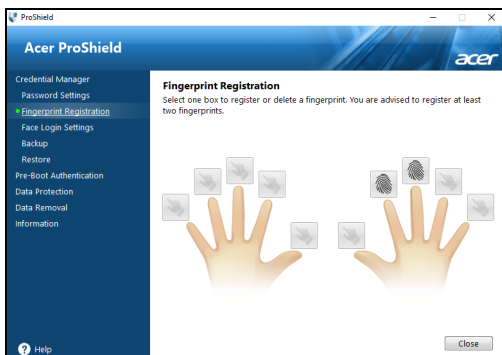 ProShield
Acer ProShield
acer
Credential Manager
Password Settings
Fingerprint Registration
Face Login Settings
Backup
Restore
Pre-Boot Authentication
Data Protection
Data Removal
Information
Help
Fingerprint Registration
Select one box to register or delete a fingerprint. You are advised to register at least
two fingerprints.
Close